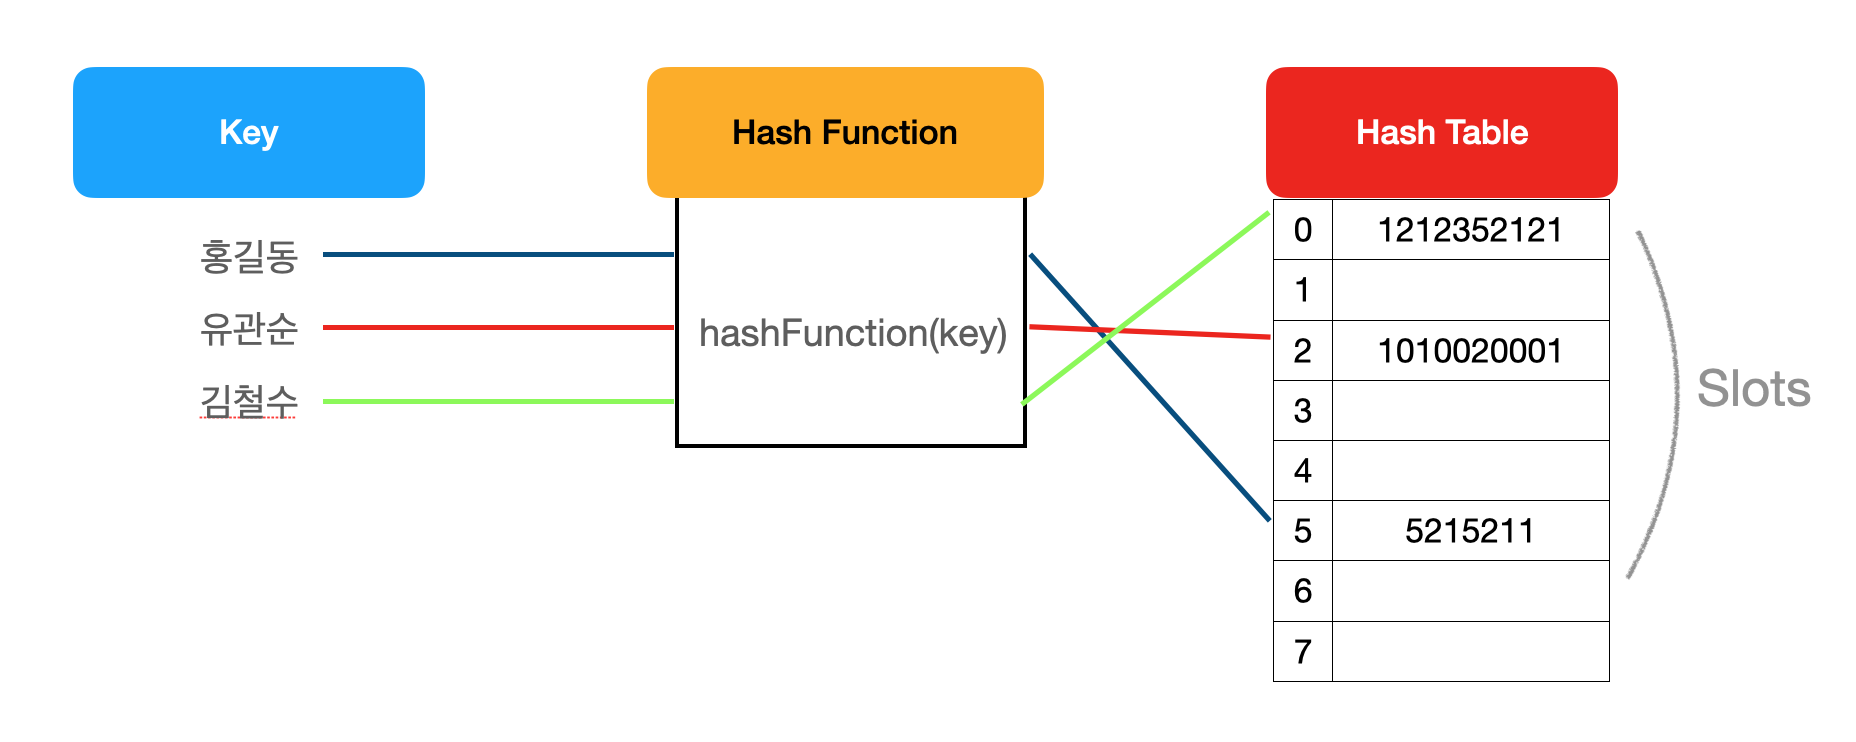 Key
Hash Function
Hash Table
홍길동
유관순
김철수
hashFunction(key)
0 1212352121
1
2 1010020001
3
4
5 5215211
6
7
Slots